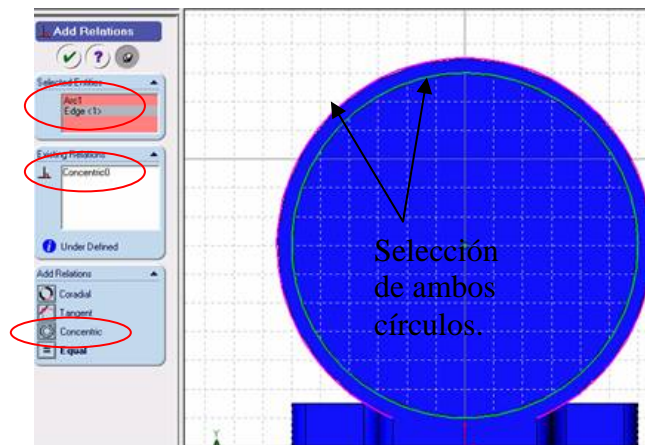 Add Relations
Selected Entities
Arc1
Edge <1>
Existing Relations
Concentric0
Under Defined
Add Relations
Coradial
Tangent
Concentric
Equal
Selección
de ambos
círculos.
Y